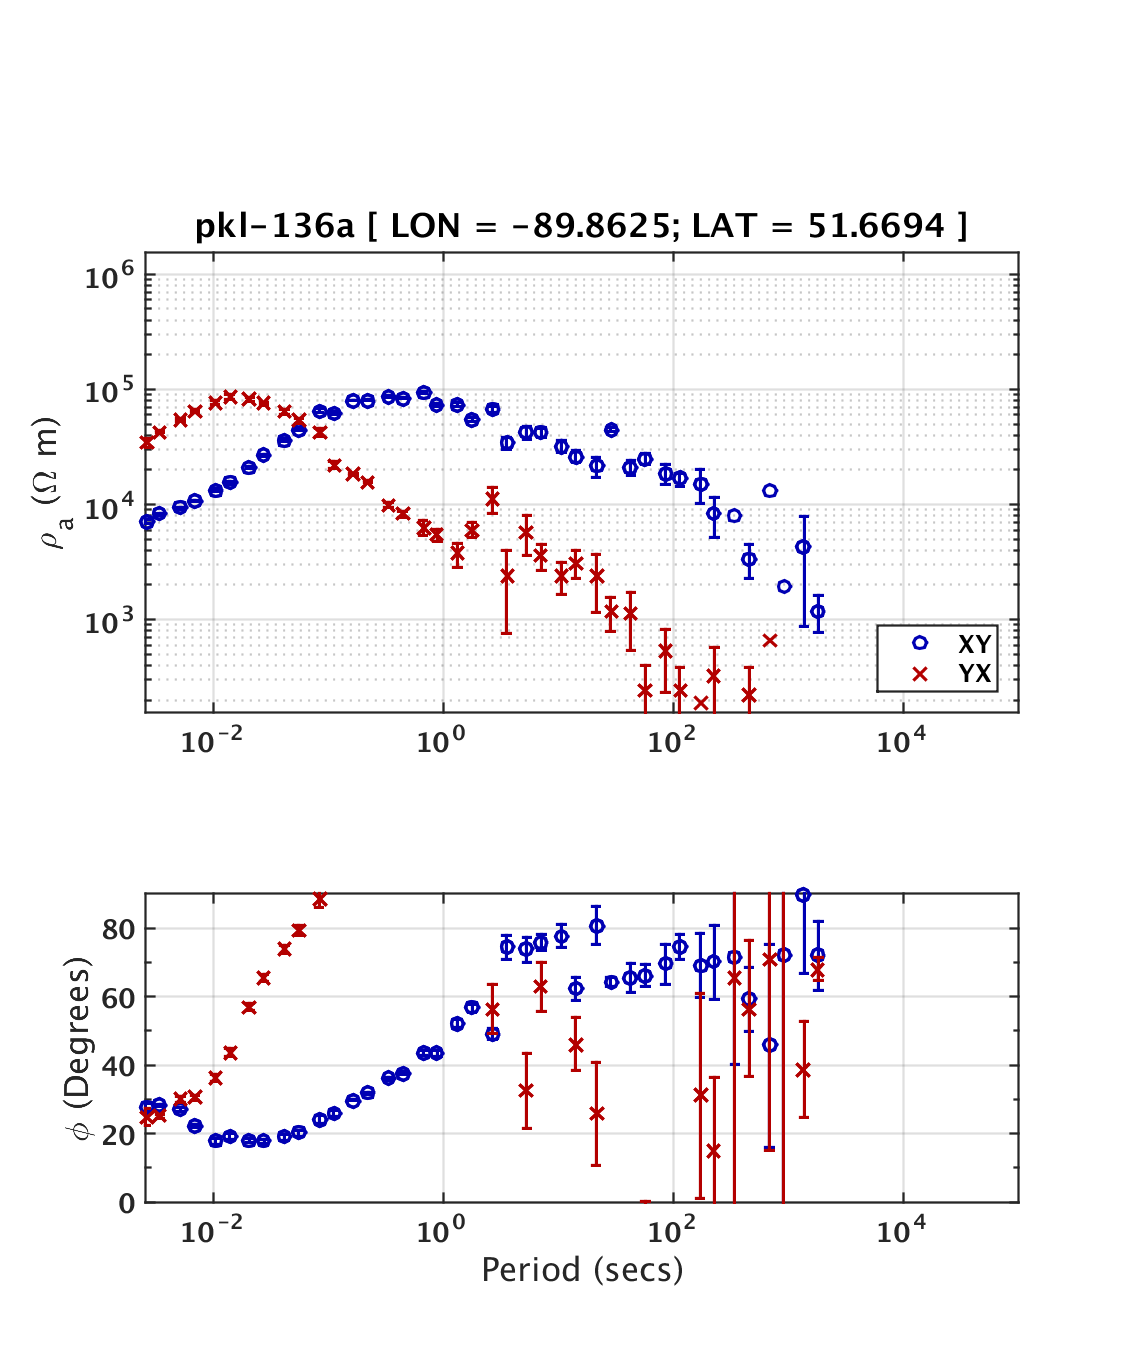 pkl-136a [ LON = -89.8625; LAT = 51.6694 ]
10^6
10^5
10^4
10^3
ρ_a (Ω m)
XY
YX
10^-2 10^0 10^2 10^4
80
60
40
20
0
ϕ (Degrees)
10^-2 10^0 10^2 10^4
Period (secs)